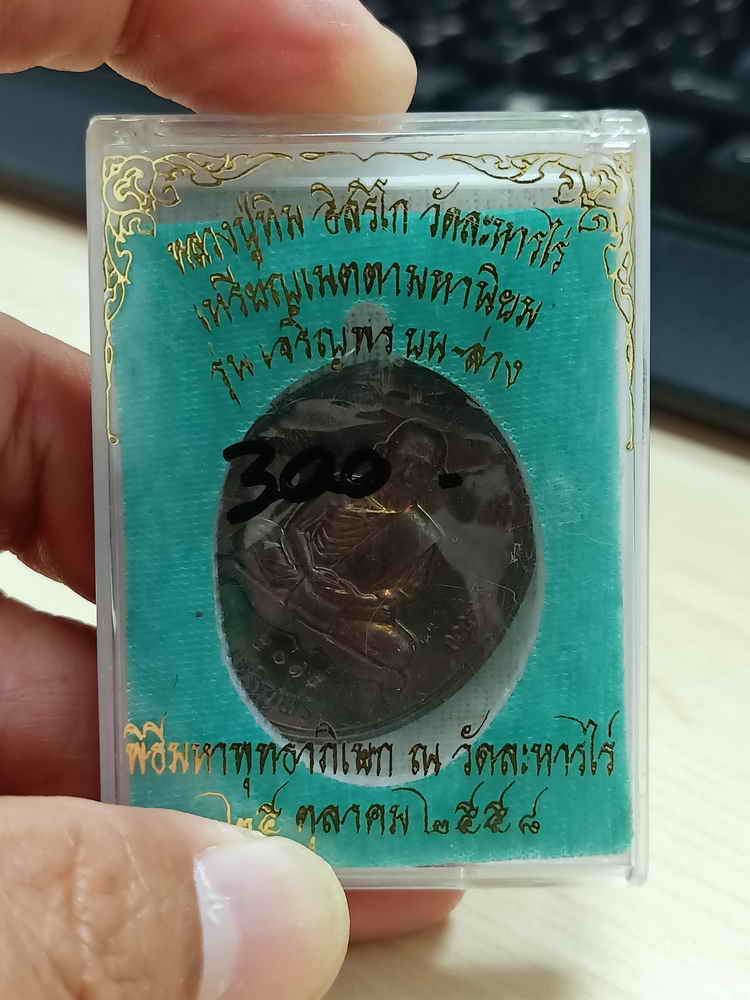 หลวงปู่ทิม อิสริโก วัดละหารไร่
เหรียญเมตตามหานิยม
รุ่น เจริญพร บน-ล่าง
300 -
พิธีมหาพุทธาภิเษก ณ วัดละหารไร่
๒๕ ตุลาคม ๒๕๕๘